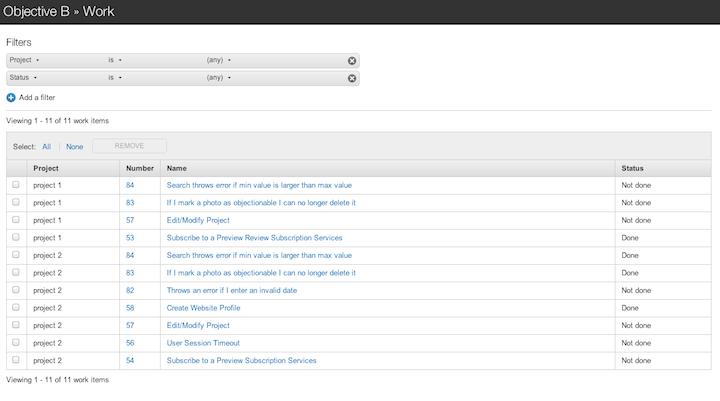 Objective B » Work
Filters
Project is (any)
Status is (any)
Add a filter
Viewing 1 - 11 of 11 work items
Select: All None REMOVE
Project Number Name Status
project 1 84 Search throws error if min value is larger than max value Not done
project 1 83 If I mark a photo as objectionable I can no longer delete it Not done
project 1 57 Edit/Modify Project Not done
project 1 53 Subscribe to a Preview Review Subscription Services Done
project 2 84 Search throws error if min value is larger than max value Done
project 2 83 If I mark a photo as objectionable I can no longer delete it Done
project 2 82 Throws an error if I enter an invalid date Not done
project 2 58 Create Website Profile Done
project 2 57 Edit/Modify Project Not done
project 2 56 User Session Timeout Not done
project 2 54 Subscribe to a Preview Subscription Services Not done
Viewing 1 - 11 of 11 work items